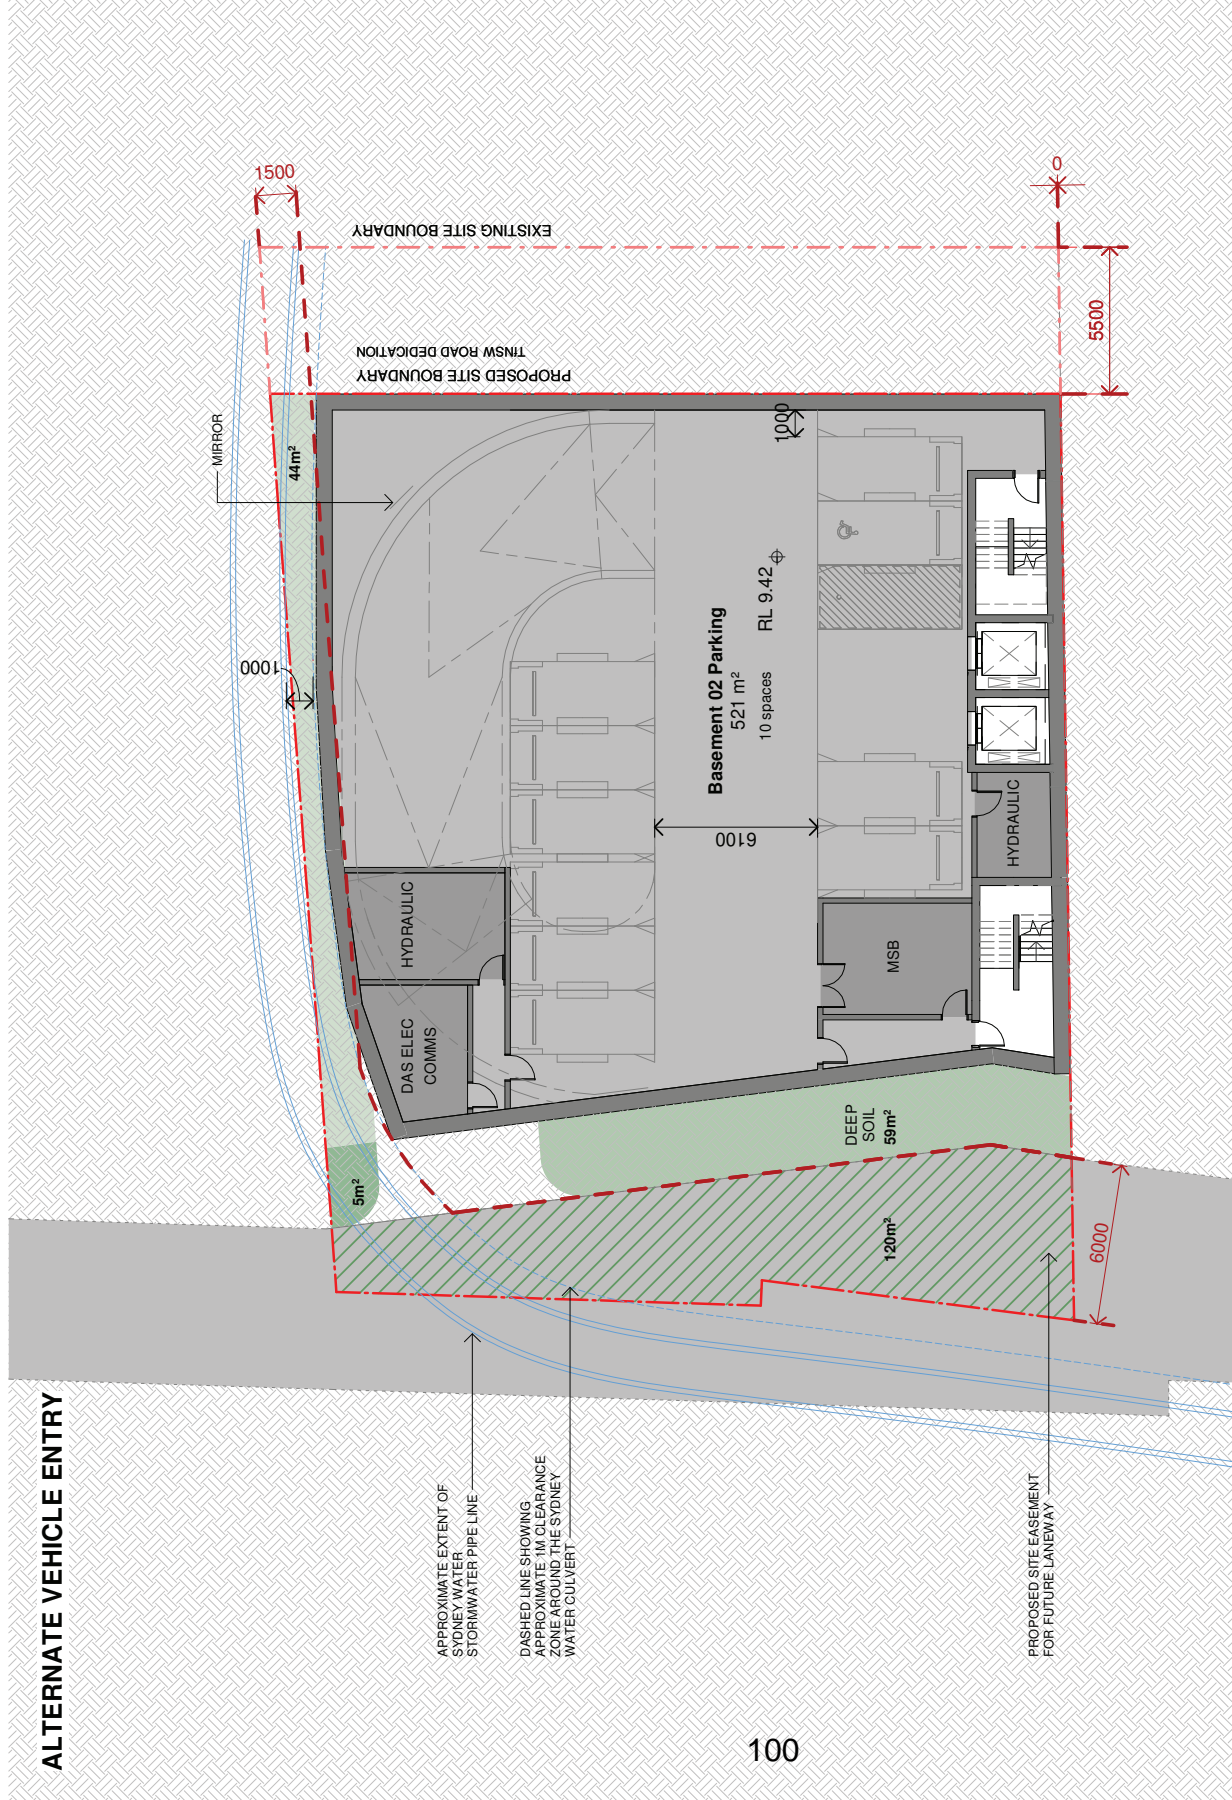 ALTERNATE VEHICLE ENTRY
APPROXIMATE EXTENT OF
SYDNEY WATER
STORMWATER PIPE LINE
DASHED LINE SHOWING
APPROXIMATE 1M CLEARANCE
ZONE AROUND THE SYDNEY
WATER CULVERT
PROPOSED SITE EASEMENT
FOR FUTURE LANEWAY
5m²
120m²
6000
DEEP
SOIL
59m²
DAS ELEC
COMMS
HYDRAULIC
MSB
HYDRAULIC
6100
1000
Basement 02 Parking
521 m²
10 spaces
RL 9.42
1000
44m²
MIRROR
PROPOSED SITE BOUNDARY
TfNSW ROAD DEDICATION
EXISTING SITE BOUNDARY
1500
5500
0
100